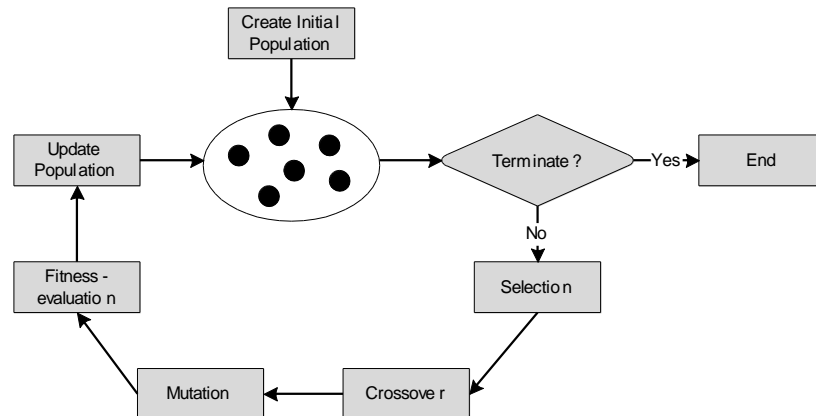 Create Initial
Population
Update
Population
Terminate ?
Yes
End
No
Fitness -
evaluation
Selection
Mutation
Crossover